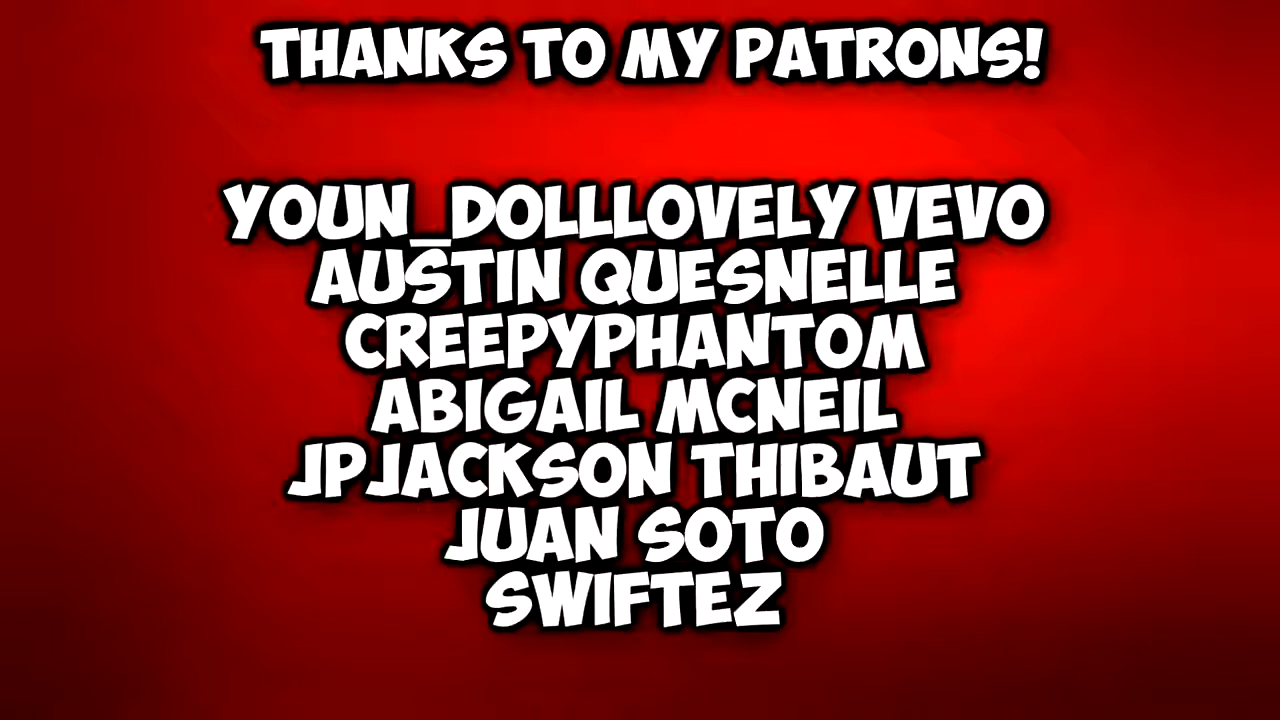 THANKS TO MY PATRONS!
YOUN_DOLLLOVELY VEVO
AUSTIN QUESNELLE
CREEPYPHANTOM
ABIGAIL MCNEIL
JPJACKSON THIBAUT
JUAN SOTO
SWIFTEZ